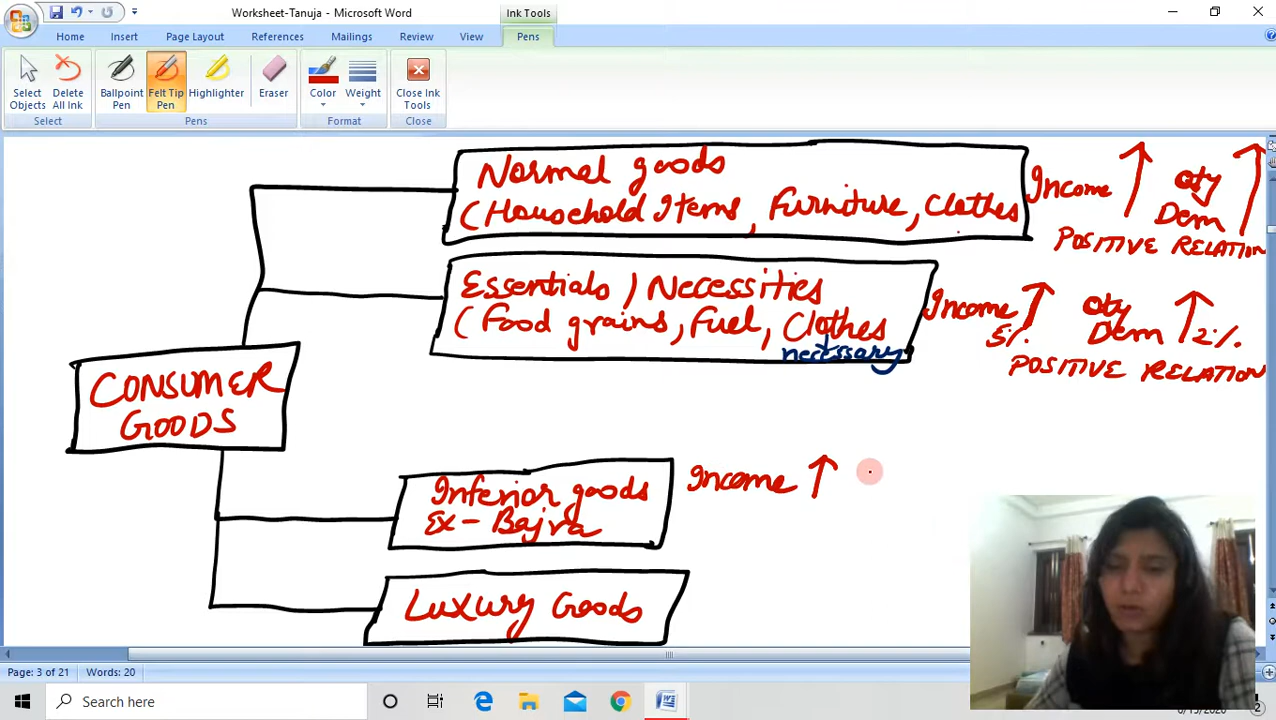 Worksheet-Tanuja - Microsoft Word
Ink Tools
Home Insert Page Layout References Mailings Review View Pens
Select Objects
Delete All Ink
Ballpoint Pen
Felt Tip Pen
Highlighter
Eraser
Color
Weight
Close Ink Tools
Select Pens Format Close
Normal goods
(Household Items, Furniture, Clothes
Income Qty Dem
POSITIVE RELATION
Essentials / Necessities
(Food grains, Fuel, Clothes
necessary
Income 5% Qty Dem 2%
POSITIVE RELATION
CONSUMER
GOODS
Inferior goods
Ex - Bajra
Income
Luxury Goods
Page: 3 of 21 Words: 20
Search here